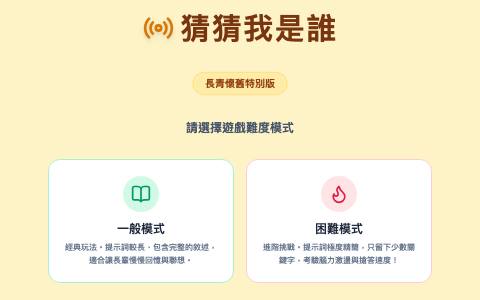 猜猜我是誰
長青懷舊特別版
請選擇遊戲難度模式
一般模式
經典玩法。提示詞較長，包含完整的敘述，
適合讓長輩慢慢回憶與聯想。
困難模式
進階挑戰。提示詞極度精簡，只留下少數關
鍵字，考驗腦力激盪與搶答速度！